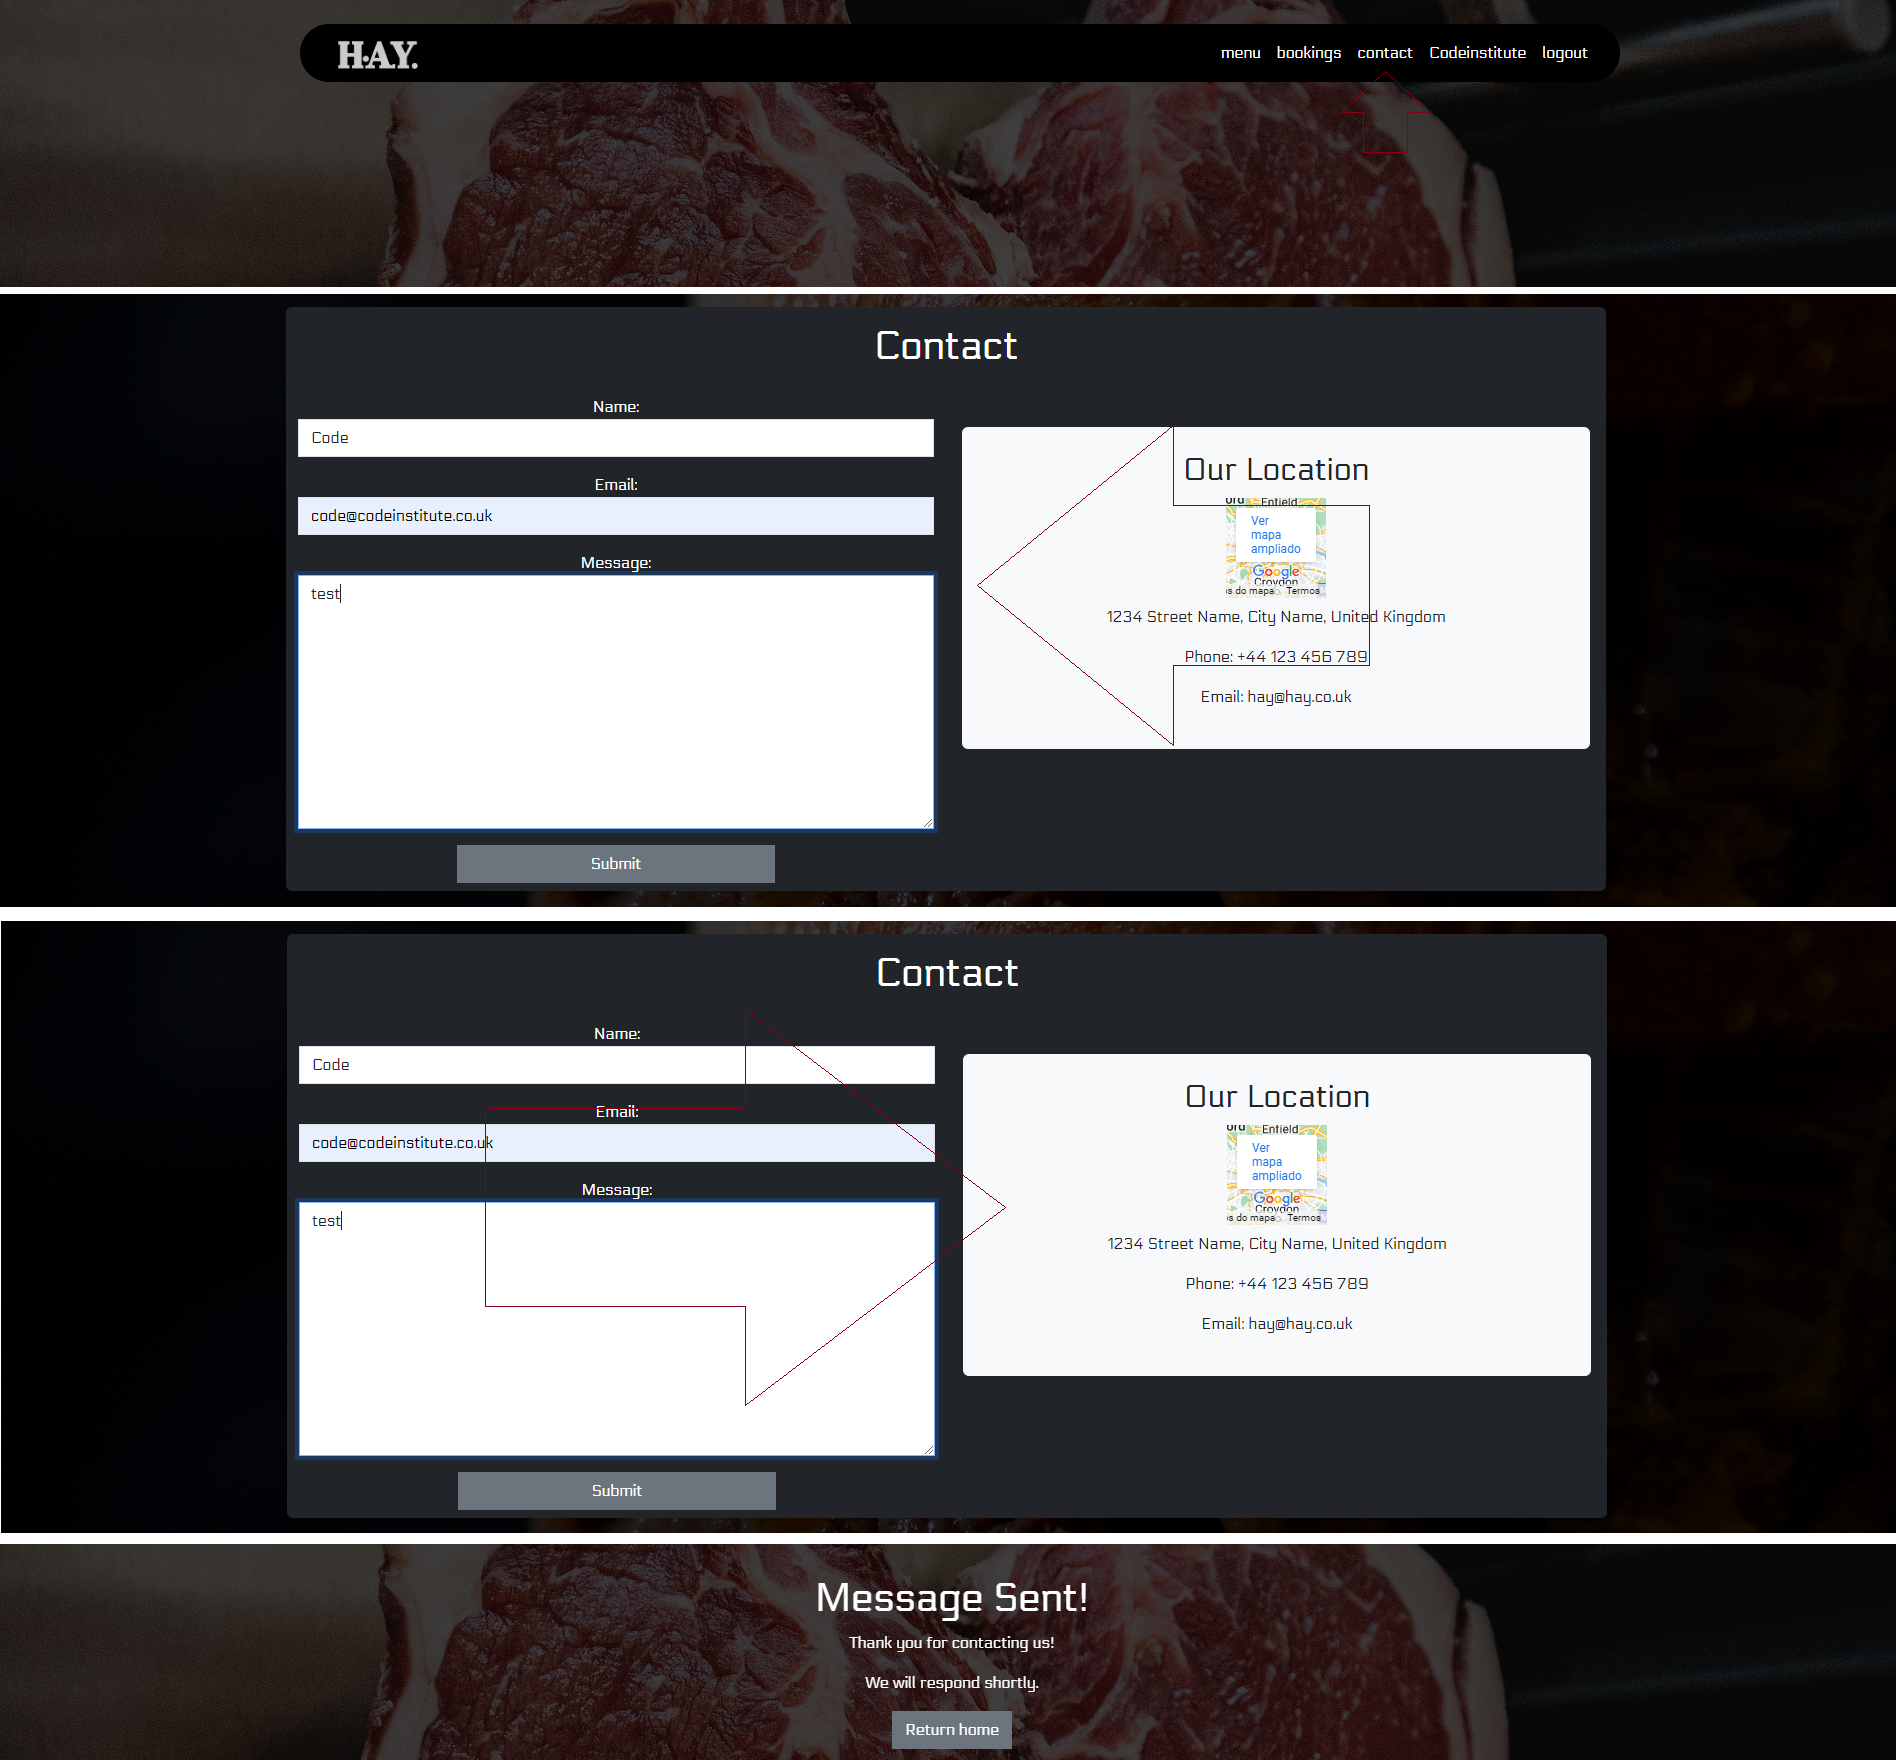 H.A.Y.
menu bookings contact Codeinstitute logout
Contact
Name:
Code
Email:
code@codeinstitute.co.uk
Message:
test
Submit
Our Location
Enfield
Ver
mapa
ampliado
Google
Croydon
s do mapa Termos
1234 Street Name, City Name, United Kingdom
Phone: +44 123 456 789
Email: hay@hay.co.uk
Contact
Name:
Code
Email:
code@codeinstitute.co.uk
Message:
test
Submit
Our Location
Enfield
Ver
mapa
ampliado
Google
Croydon
s do mapa Termos
1234 Street Name, City Name, United Kingdom
Phone: +44 123 456 789
Email: hay@hay.co.uk
Message Sent!
Thank you for contacting us!
We will respond shortly.
Return home